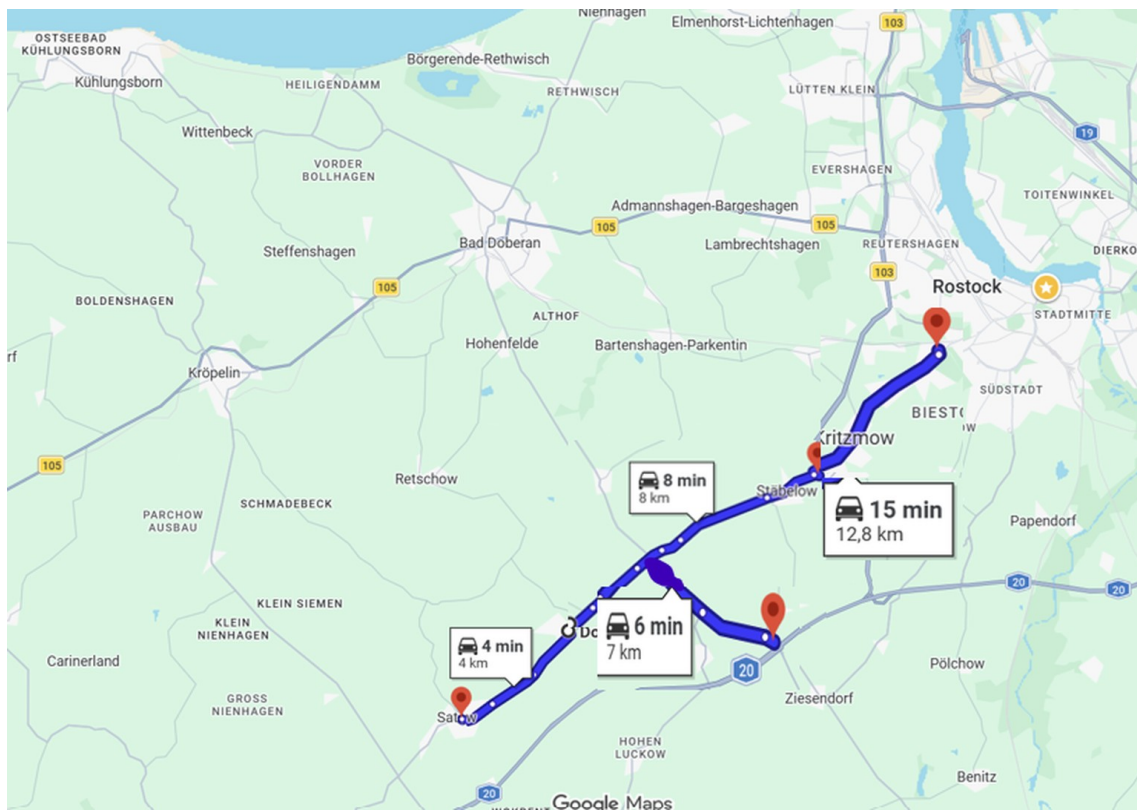 Nienhagen
Elmenhorst-Lichtenhagen
103
OSTSEEBAD
KÜHLUNGSBORN
Kühlungsborn
HEILIGENDAMM
Börgerende-Rethwisch
RETHWISCH
LÜTTEN KLEIN
19
Wittenbeck
VORDER
BOLLHAGEN
EVERSHAGEN
TOITENWINKEL
Admannshagen-Bargeshagen
105
105
Steffenshagen
Bad Doberan
Lambrechtshagen
REUTERSHAGEN
DIERKO
103
105
Rostock
BOLDENSHAGEN
ALTHOF
STADTMITTE
rf
Hohenfelde
Bartenshagen-Parkentin
Kröpelin
SÜDSTADT
BIEST
OW
Kritzmow
105
Retschow
8 min
8 km
Stäbelow
SCHMADEBECK
PARCHOW
AUSBAU
15 min
12,8 km
Papendorf
20
20
KLEIN SIEMEN
KLEIN
NIENHAGEN
Do
6 min
7 km
4 min
4 km
Carinerland
20
Pölchow
GROSS
NIENHAGEN
Ziesendorf
Satow
HOHEN
LUCKOW
Benitz
20
Google Maps